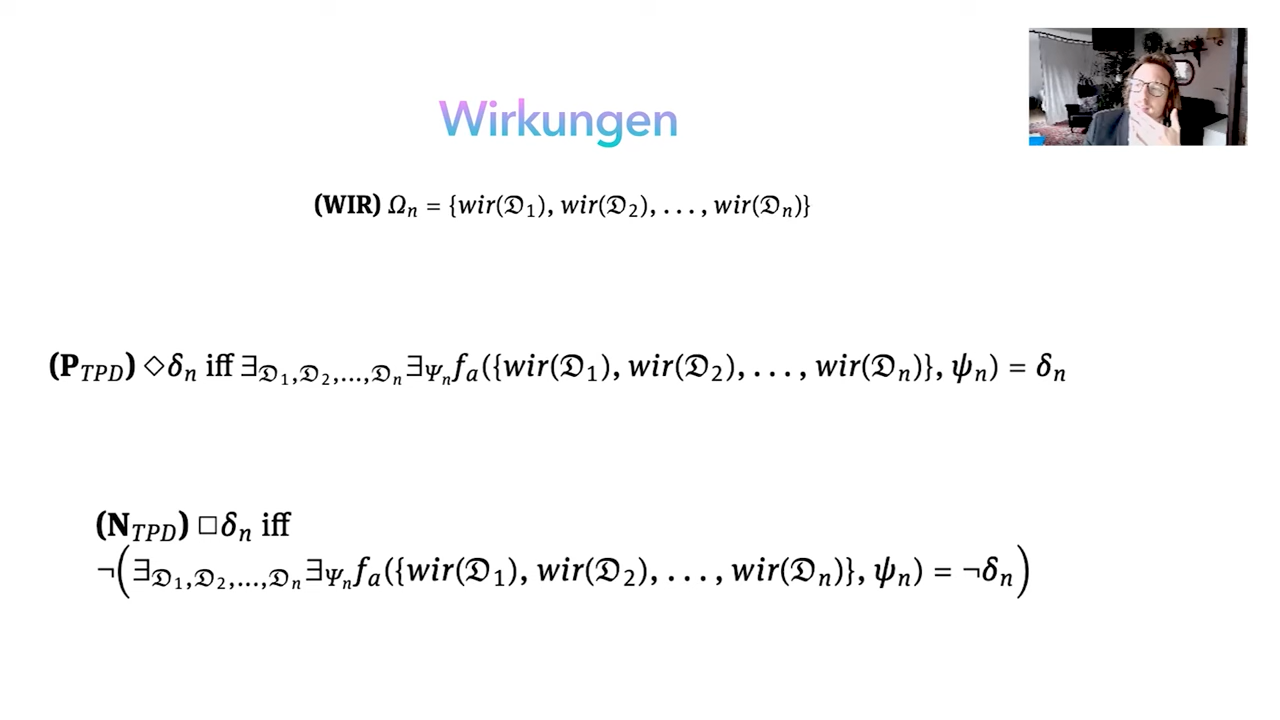 Wirkungen
(WIR) Ωₙ = {wir(𝔇₁), wir(𝔇₂), . . . , wir(𝔇ₙ)}
(P_TPD) ◇δₙ iff ∃_{𝔇₁,𝔇₂,...,𝔇ₙ}∃_{Ψₙ}fₐ({wir(𝔇₁), wir(𝔇₂), . . . , wir(𝔇ₙ)}, ψₙ) = δₙ
(N_TPD) □δₙ iff
¬(∃_{𝔇₁,𝔇₂,...,𝔇ₙ}∃_{Ψₙ}fₐ({wir(𝔇₁), wir(𝔇₂), . . . , wir(𝔇ₙ)}, ψₙ) = ¬δₙ)